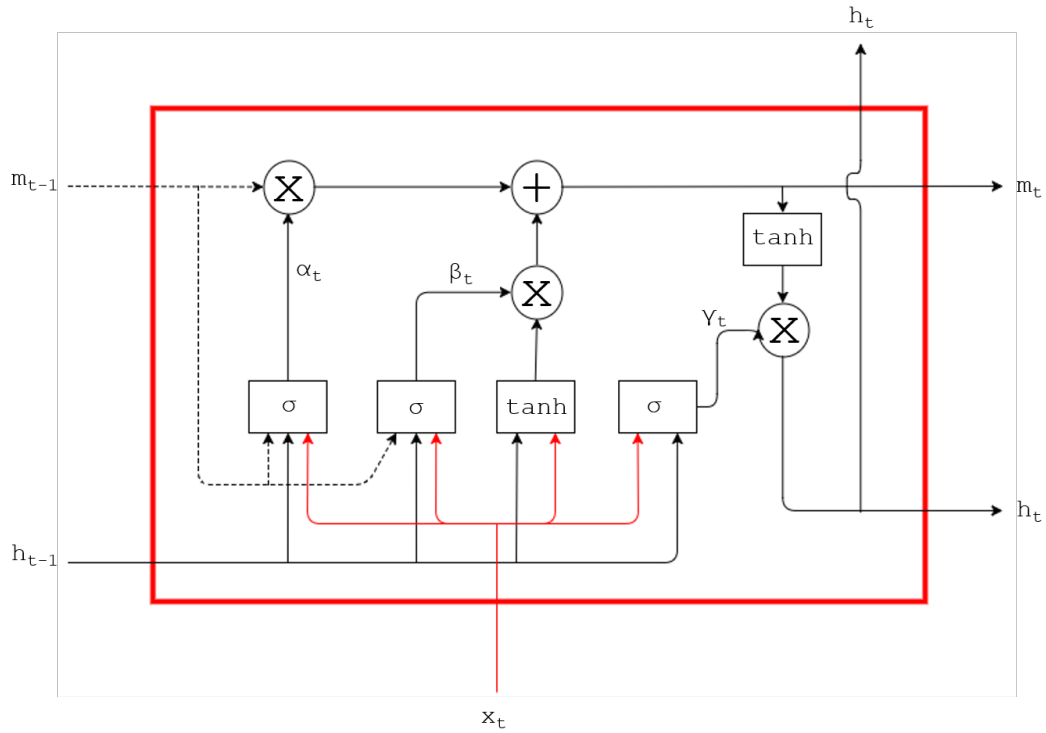 h_t
m_{t-1}
X
+
m_t
tanh
α_t
β_t
X
γ_t
X
σ
σ
tanh
σ
h_t
h_{t-1}
x_t